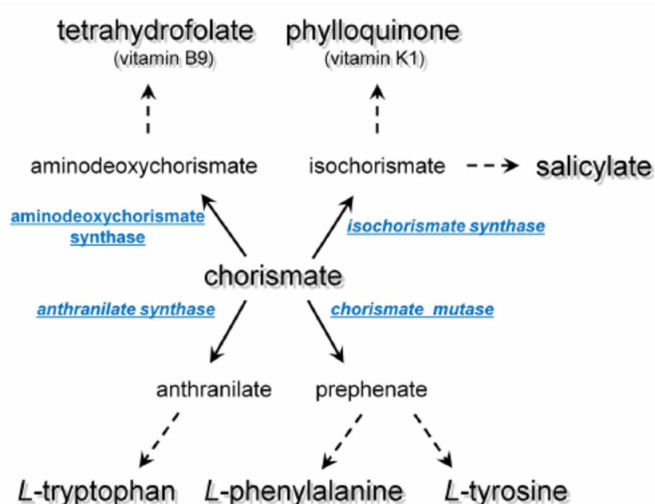 tetrahydrofolate phylloquinone
(vitamin B9) (vitamin K1)
aminodeoxychorismate isochorismate salicylate
aminodeoxychorismate
synthase
isochorismate synthase
chorismate
anthranilate synthase chorismate mutase
anthranilate prephenate
L-tryptophan L-phenylalanine L-tyrosine